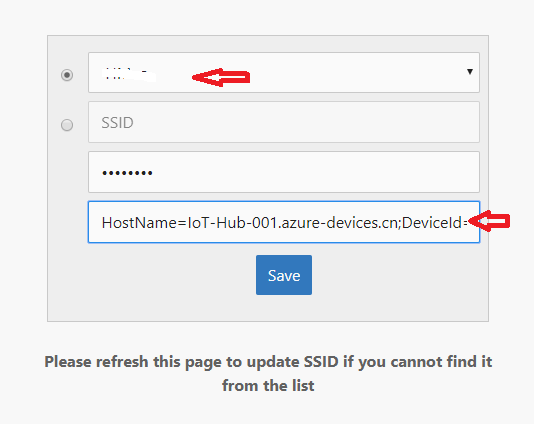 SSID
••••••••
HostName=IoT-Hub-001.azure-devices.cn;DeviceId=
Save
Please refresh this page to update SSID if you cannot find it
from the list